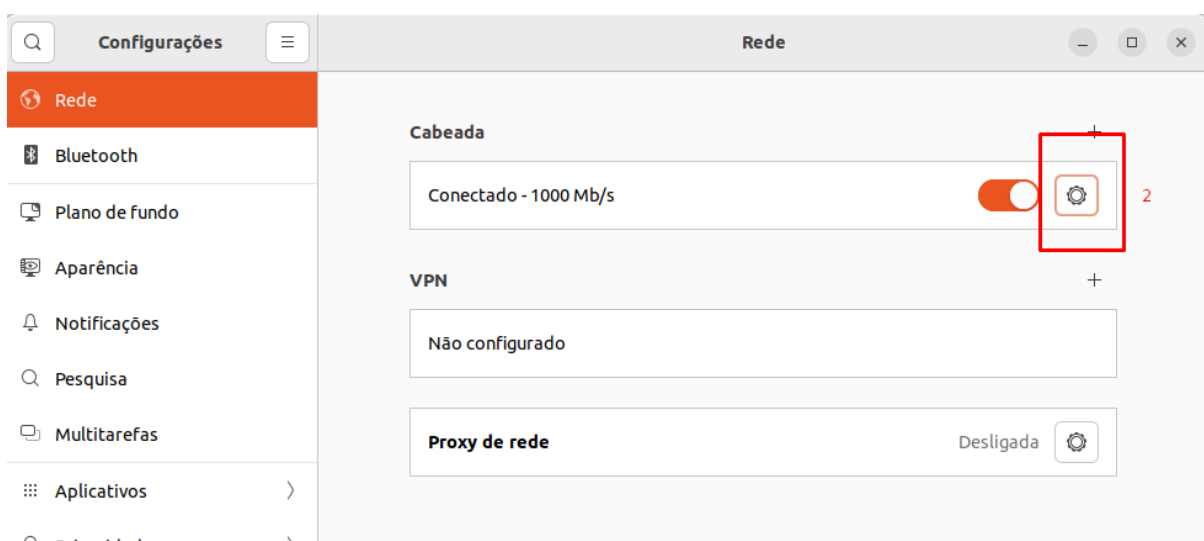 Configurações
Rede
Rede
Bluetooth
Plano de fundo
Aparência
Notificações
Pesquisa
Multitarefas
Aplicativos
Cabeada
Conectado - 1000 Mb/s
2
VPN
Não configurado
Proxy de rede Desligada